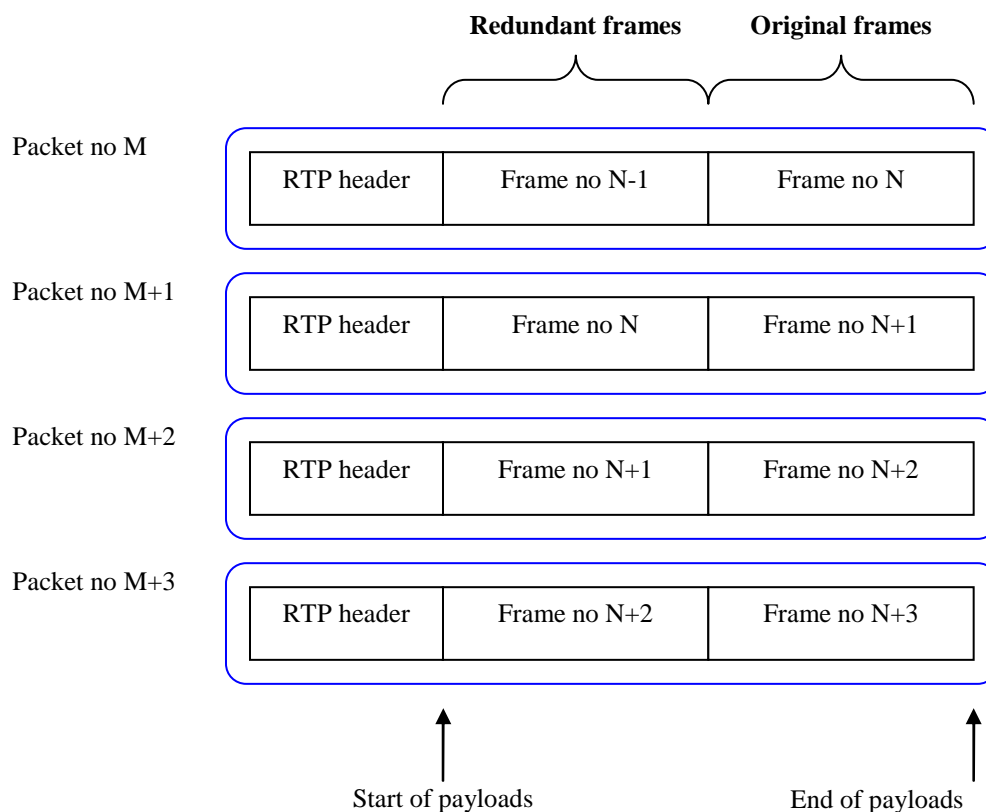 Redundant frames Original frames
Packet no M
RTP header Frame no N-1 Frame no N
Packet no M+1
RTP header Frame no N Frame no N+1
Packet no M+2
RTP header Frame no N+1 Frame no N+2
Packet no M+3
RTP header Frame no N+2 Frame no N+3
Start of payloads End of payloads